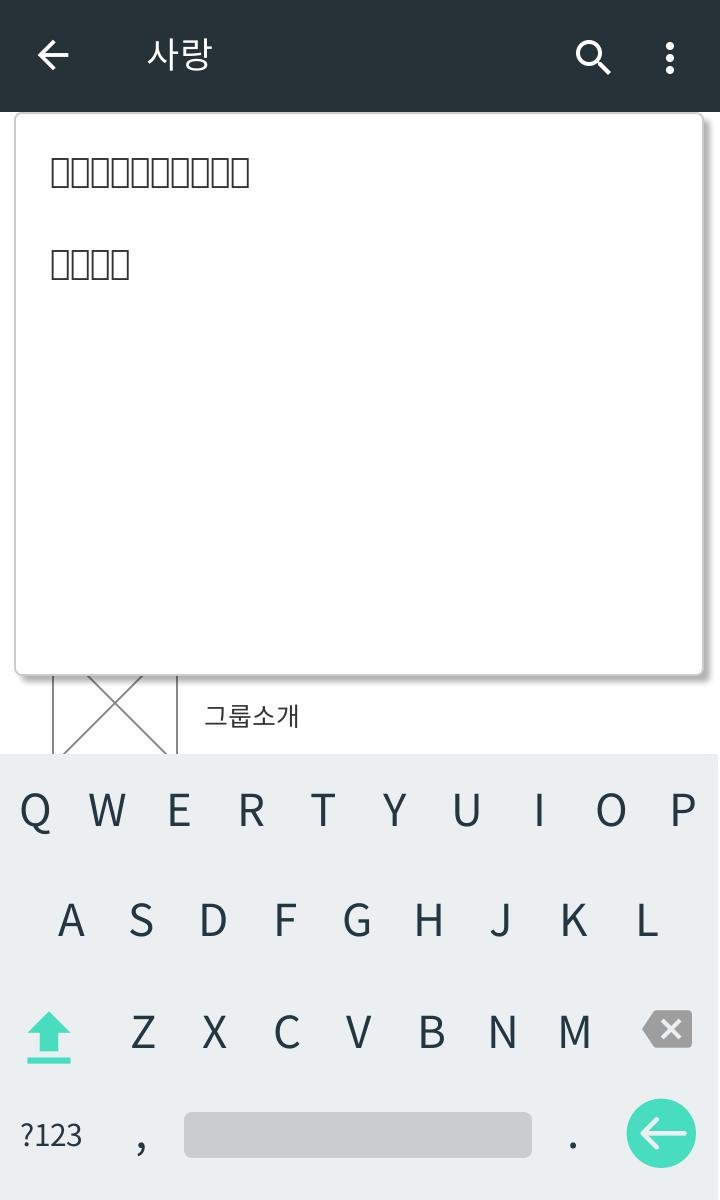 사랑
그룹소개
Q W E R T Y U I O P
A S D F G H J K L
Z X C V B N M
?123 , .